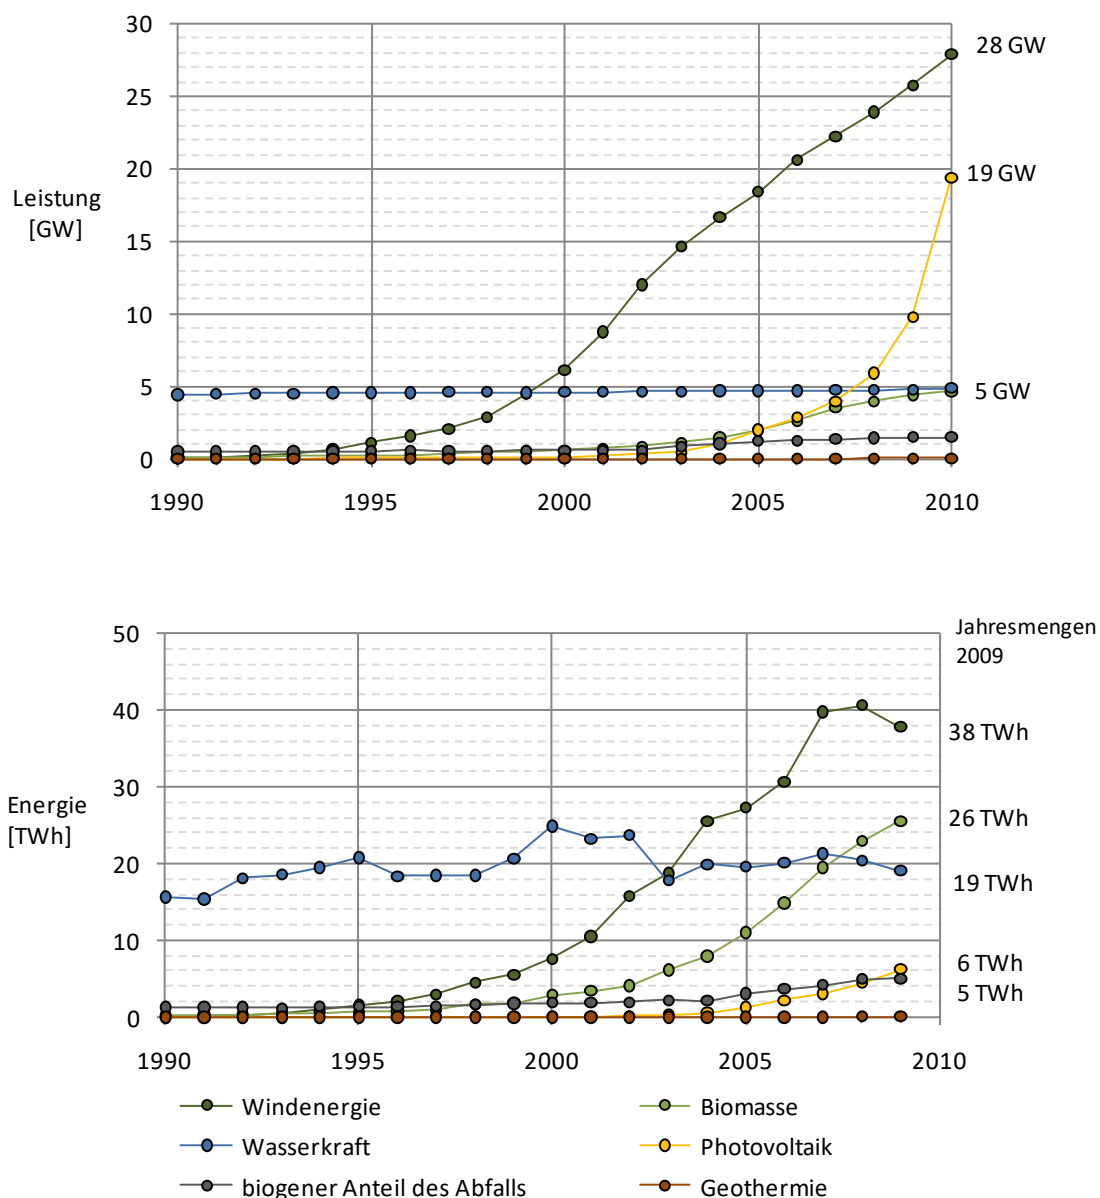 30
28 GW
25
20
19 GW
Leistung
[GW]
15
10
5
5 GW
0
1990 1995 2000 2005 2010
50
Jahresmengen
2009
40
38 TWh
30
Energie
[TWh]
26 TWh
20
19 TWh
10
6 TWh
5 TWh
0
1990 1995 2000 2005 2010
Windenergie Biomasse
Wasserkraft Photovoltaik
biogener Anteil des Abfalls Geothermie